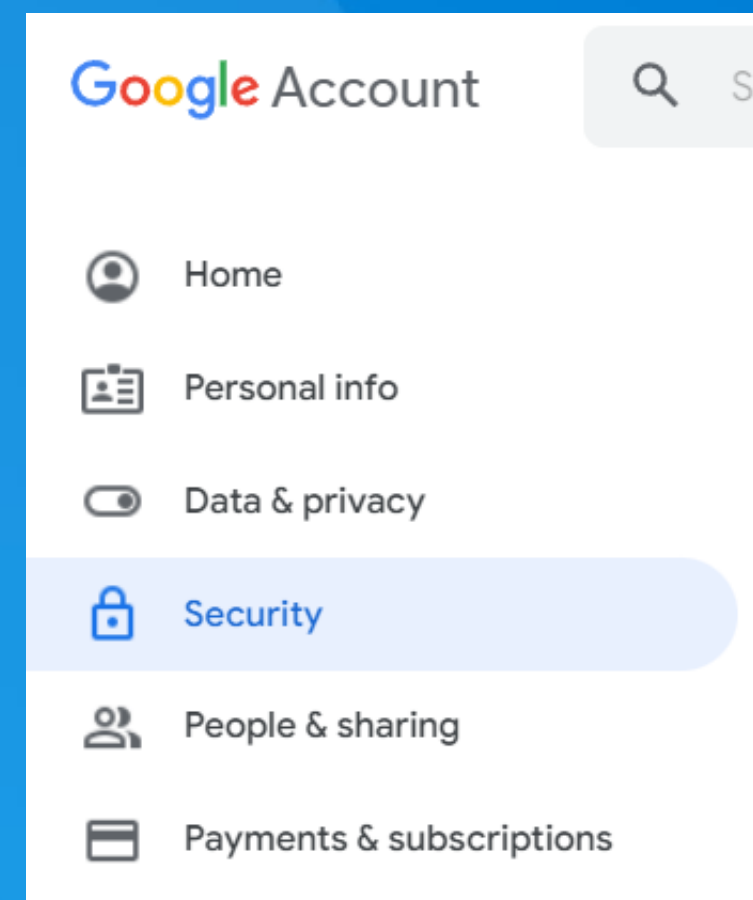 Google Account
Home
Personal info
Data & privacy
Security
People & sharing
Payments & subscriptions